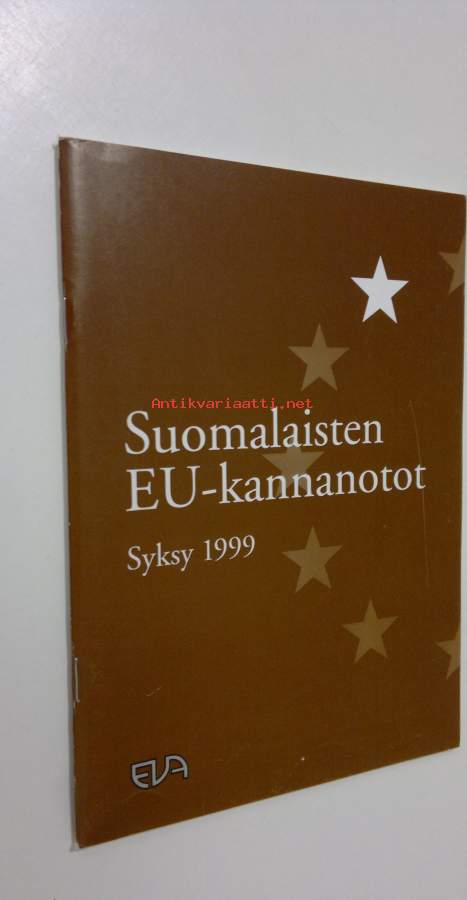 Antikvariaatti.net
Suomalaisten
EU-kannanotot
Syksy 1999
EVA